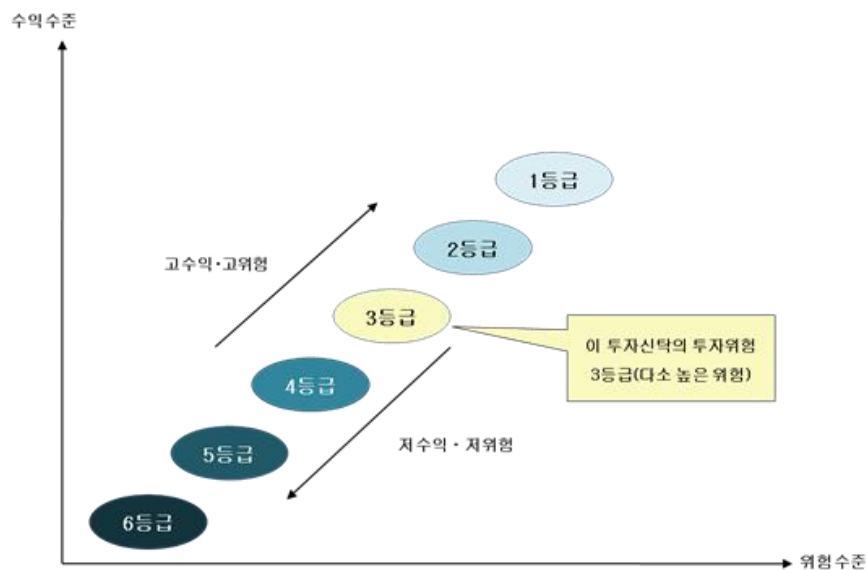 수익수준
1등급
2등급
고수익·고위험
3등급
이 투자신탁의 투자위험
3등급(다소 높은 위험)
4등급
저수익·저위험
5등급
6등급
위험수준